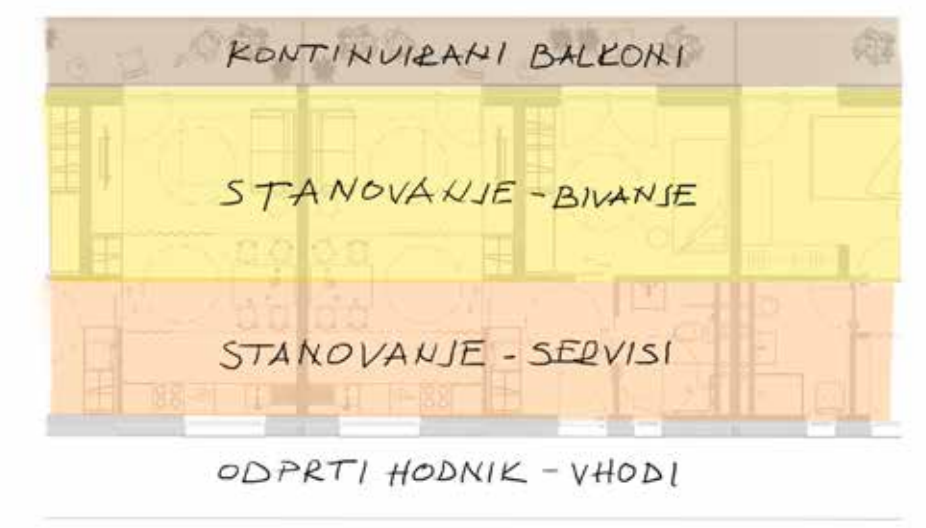 KONTINUIRANI BALKONI
STANOVANJE - BIVANJE
STANOVANJE - SERVISI
ODPRTI HODNIK - VHODI